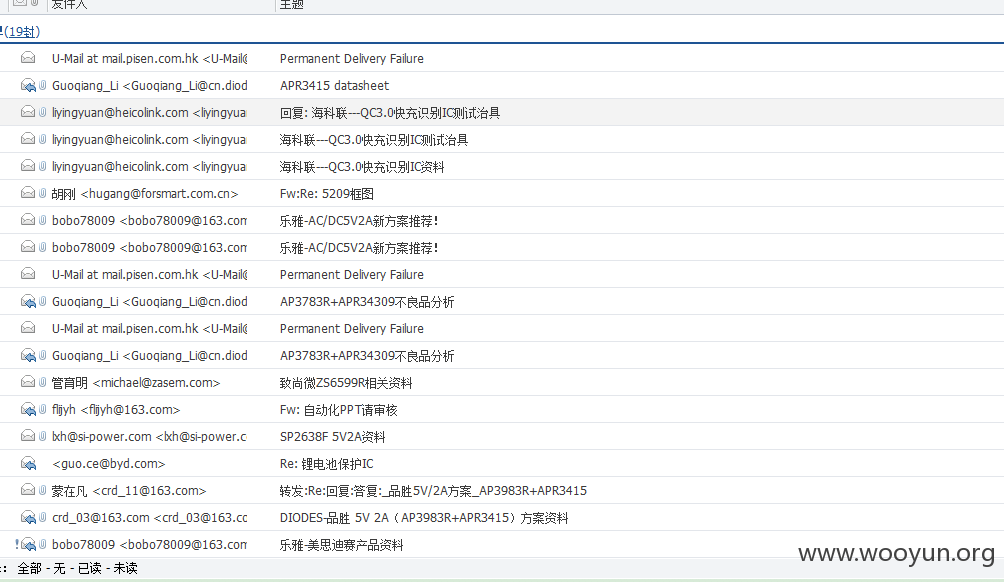 发件人 主题
(19封)
U-Mail at mail.pisen.com.hk <U-Mail@ Permanent Delivery Failure
Guoqiang_Li <Guoqiang_Li@cn.diod APR3415 datasheet
liyingyuan@heicolink.com <liyingyua 回复: 海科联---QC3.0快充识别IC测试治具
liyingyuan@heicolink.com <liyingyua 海科联---QC3.0快充识别IC测试治具
liyingyuan@heicolink.com <liyingyua 海科联---QC3.0快充识别IC资料
胡刚 <hugang@forsmart.com.cn> Fw:Re: 5209框图
bobo78009 <bobo78009@163.com 乐雅-AC/DC5V2A新方案推荐!
bobo78009 <bobo78009@163.com 乐雅-AC/DC5V2A新方案推荐!
U-Mail at mail.pisen.com.hk <U-Mail@ Permanent Delivery Failure
Guoqiang_Li <Guoqiang_Li@cn.diod AP3783R+APR34309不良品分析
U-Mail at mail.pisen.com.hk <U-Mail@ Permanent Delivery Failure
Guoqiang_Li <Guoqiang_Li@cn.diod AP3783R+APR34309不良品分析
管育明 <michael@zasem.com> 致尚微ZS6599R相关资料
fljyh <fljyh@163.com> Fw: 自动化PPT请审核
lxh@si-power.com <lxh@si-power.c SP2638F 5V2A资料
<guo.ce@byd.com> Re: 锂电池保护IC
蒙在凡 <crd_11@163.com> 转发:Re:回复:答复:_品胜5V/2A方案_AP3983R+APR3415
crd_03@163.com <crd_03@163.cc DIODES-品胜 5V 2A（AP3983R+APR3415）方案资料
! bobo78009 <bobo78009@163.com 乐雅-美思迪赛产品资料
: 全部 - 无 - 已读 - 未读
www.wooyun.org